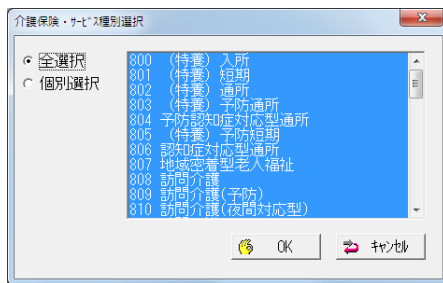 介護保険・ｻｰﾋﾞｽ種別選択
全選択
個別選択
800 (特養) 入所
801 (特養) 短期
802 (特養) 通所
803 (特養) 予防通所
804 予防認知症対応型通所
805 (特養) 予防短期
806 認知症対応型通所
807 地域密着型老人福祉
808 訪問介護
809 訪問介護(予防)
810 訪問介護(夜間対応型)
OK
ｷｬﾝｾﾙ